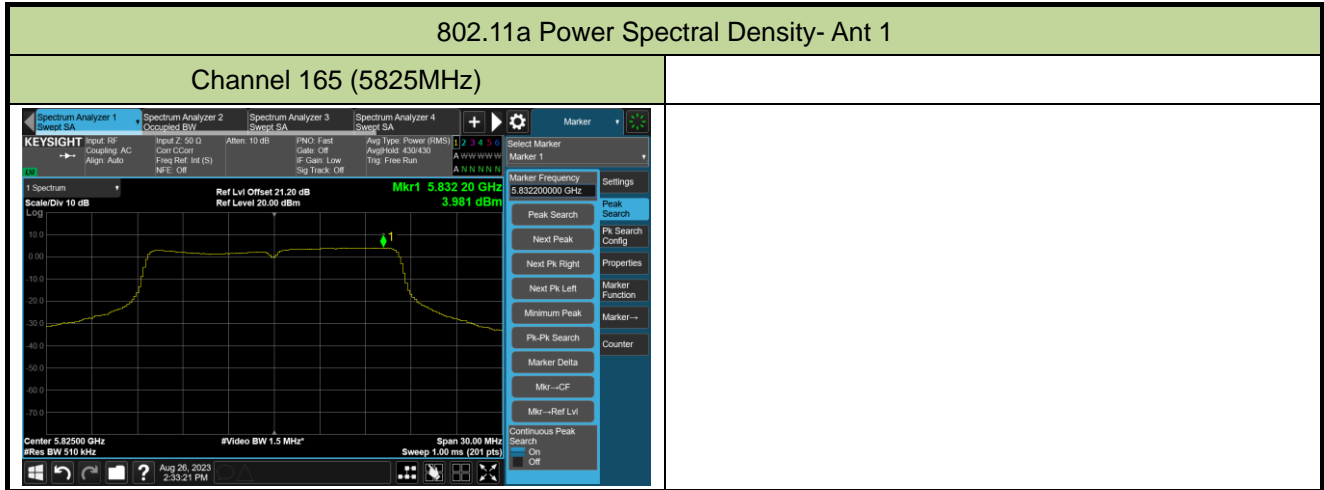 802.11a Power Spectral Density- Ant 1
Channel 165 (5825MHz)
Spectrum Analyzer 1
Swept SA
Spectrum Analyzer 2
Occupied BW
Spectrum Analyzer 3
Swept SA
Spectrum Analyzer 4
Swept SA
Marker
KEYSIGHT
Input: RF
Coupling: AC
Align: Auto
Input Z: 50 Ω
Corr CCorr
Freq Ref: Int (S)
NFE: Off
Atten: 10 dB
PNO: Fast
Gate: Off
IF Gain: Low
Sig Track: Off
Avg Type: Power (RMS)
Avg|Hold: 430/430
Trig: Free Run
1 2 3 4 5 6
A W W W W W
A N N N N N
Select Marker
Marker 1
1 Spectrum
Scale/Div 10 dB
Log
Ref Lvl Offset 21.20 dB
Ref Level 20.00 dBm
Mkr1 5.832 20 GHz
3.981 dBm
10.0
0.00
-10.0
-20.0
-30.0
-40.0
-50.0
-60.0
-70.0
1
Center 5.82500 GHz
#Res BW 510 kHz
#Video BW 1.5 MHz*
Span 30.00 MHz
Sweep 1.00 ms (201 pts)
Marker Frequency
5.832200000 GHz
Peak Search
Next Peak
Next Pk Right
Next Pk Left
Minimum Peak
Pk-Pk Search
Marker Delta
Mkr→CF
Mkr→Ref Lvl
Continuous Peak
Search
On
Off
Settings
Peak
Search
Pk Search
Config
Properties
Marker
Function
Marker→
Counter
?
Aug 26, 2023
2:33:21 PM